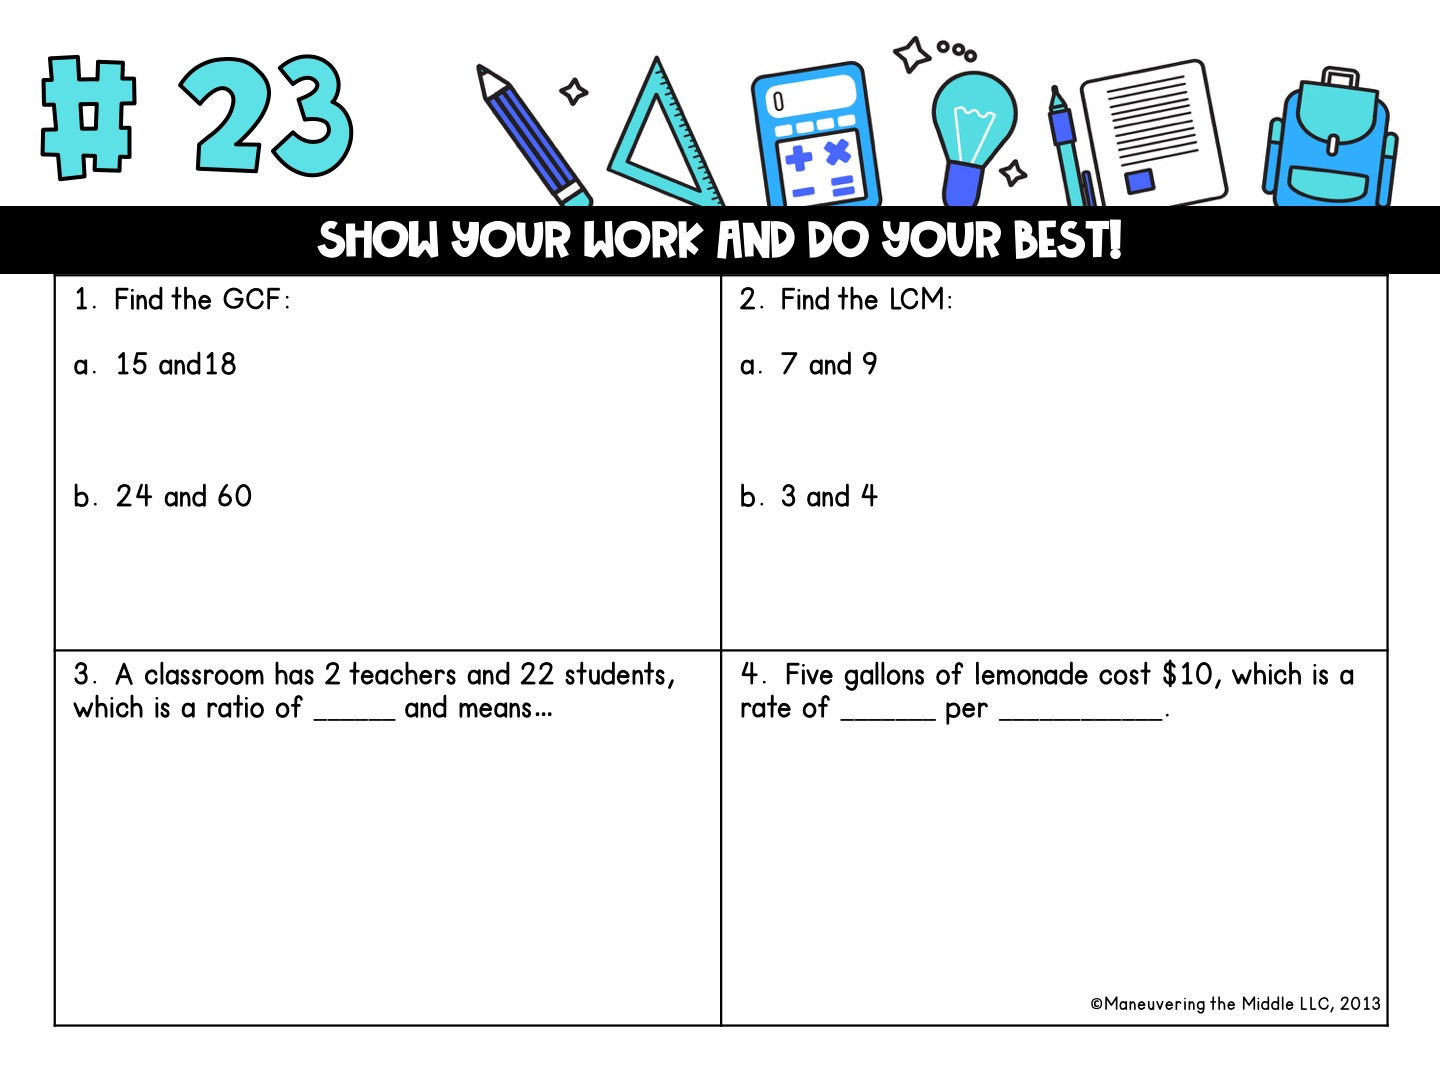 # 23
SHOW YOUR WORK AND DO YOUR BEST!
1. Find the GCF:
a. 15 and18
b. 24 and 60
2. Find the LCM:
a. 7 and 9
b. 3 and 4
3. A classroom has 2 teachers and 22 students,
which is a ratio of ______ and means...
4. Five gallons of lemonade cost $10, which is a
rate of _______ per ____________.
©Maneuvering the Middle LLC, 2013